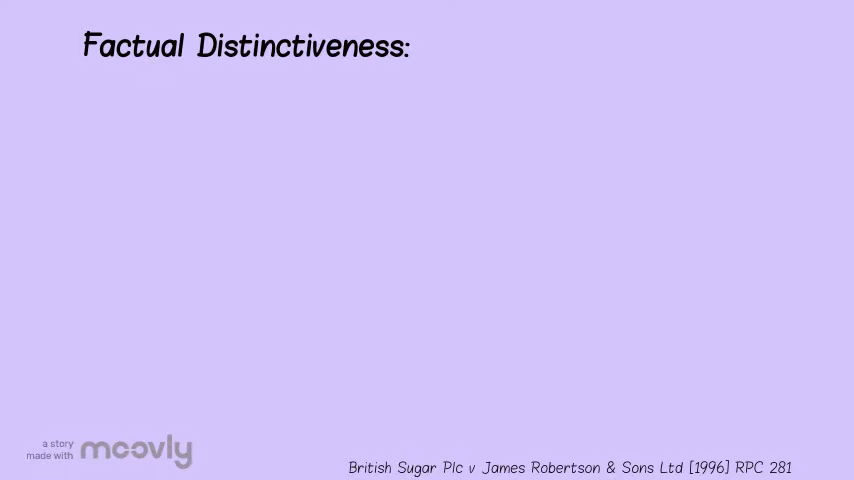 Factual Distinctiveness:
a story
made with
moovly
British Sugar Plc v James Robertson & Sons Ltd [1996] RPC 281